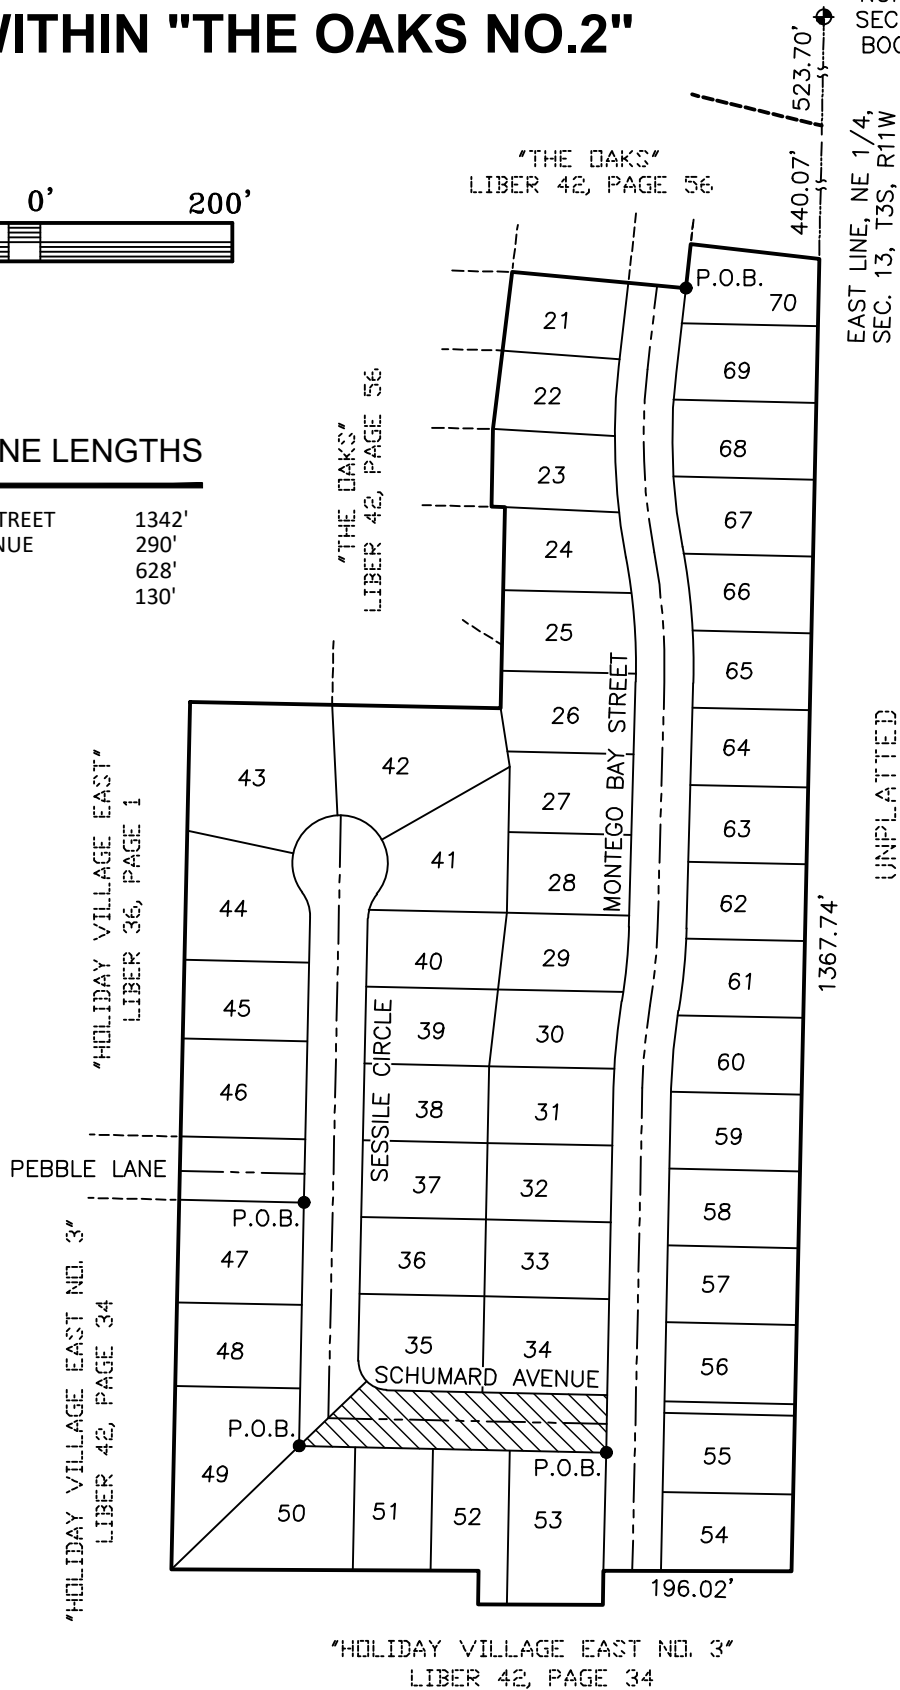 WITHIN "THE OAKS NO.2"
SEC
523.70'
440.07'
EAST LINE, NE 1/4,
SEC. 13, T3S, R11W
0' 200'
"THE OAKS"
LIBER 42, PAGE 56
P.O.B.
70
21
69
22
68
23
67
24
66
25
65
26
64
27
63
28
62
29
61
30
60
31
59
32
58
33
57
34
56
55
54
LENGTHS
1342'
290'
628'
130'
"THE OAKS"
LIBER 42, PAGE 56
MONTEGO BAY STREET
UNPLATTED
1367.74'
43
42
41
44
40
45
39
46
38
37
47
36
48
35
49
50
51
52
53
"HOLIDAY VILLAGE EAST"
LIBER 36, PAGE 1
SESSILE CIRCLE
PEBBLE LANE
P.O.B.
"HOLIDAY VILLAGE EAST NO. 3"
LIBER 42, PAGE 34
SCHUMARD AVENUE
P.O.B.
P.O.B.
196.02'
"HOLIDAY VILLAGE EAST NO. 3"
LIBER 42, PAGE 34